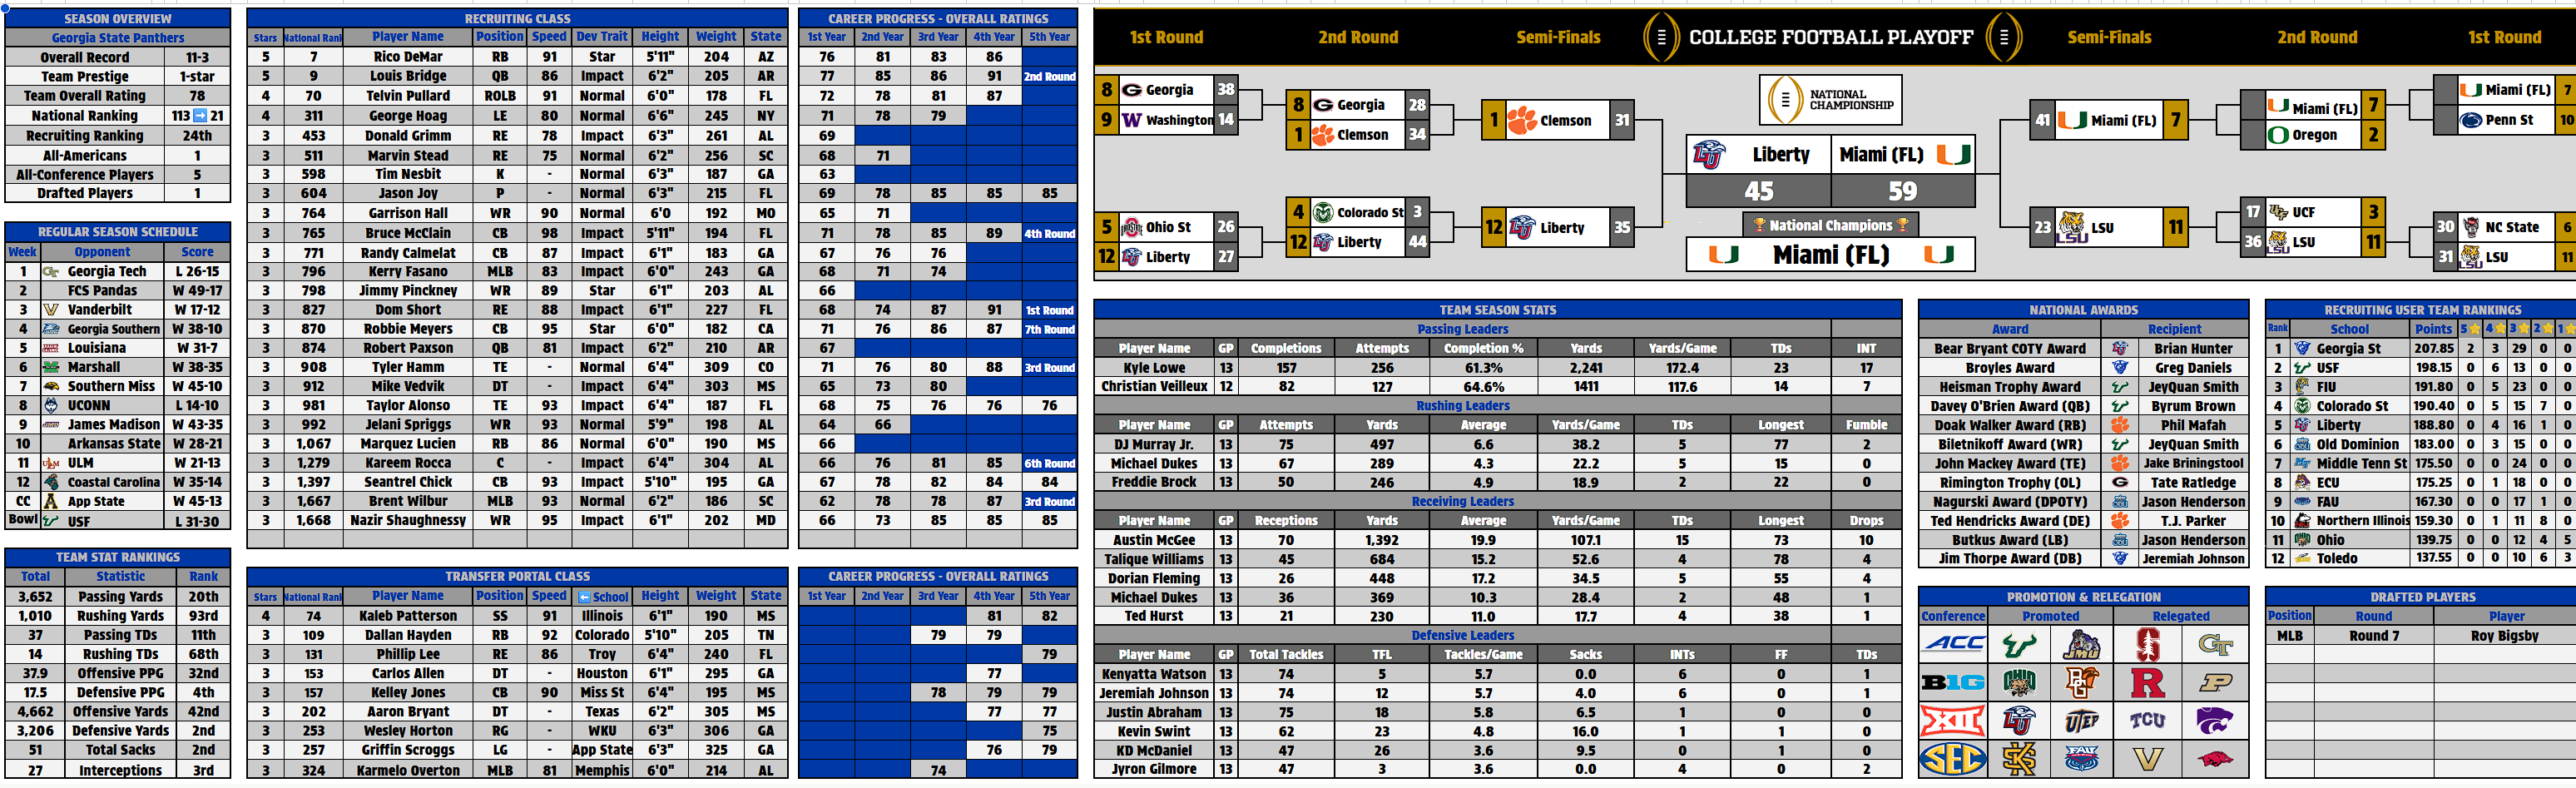 SEASON OVERVIEW
Georgia State Panthers
Overall Record 11-3
Team Prestige 1-star
Team Overall Rating 78
National Ranking 113 ➡️ 21
Recruiting Ranking 24th
All-Americans 1
All-Conference Players 5
Drafted Players 1
REGULAR SEASON SCHEDULE
Week Opponent Score
1 Georgia Tech L 26-15
2 FCS Pandas W 49-17
3 Vanderbilt W 17-12
4 Georgia Southern W 38-10
5 Louisiana W 31-7
6 Marshall W 38-35
7 Southern Miss W 45-10
8 UCONN L 14-10
9 James Madison W 43-35
10 Arkansas State W 28-21
11 ULM W 21-13
12 Coastal Carolina W 35-14
CC App State W 45-13
Bowl USF L 31-30
TEAM STAT RANKINGS
Total Statistic Rank
3,652 Passing Yards 20th
1,010 Rushing Yards 93rd
37 Passing TDs 11th
14 Rushing TDs 68th
37.9 Offensive PPG 32nd
17.5 Defensive PPG 4th
4,662 Offensive Yards 42nd
3,206 Defensive Yards 2nd
51 Total Sacks 2nd
27 Interceptions 3rd
RECRUITING CLASS
Stars National Rank Player Name Position Speed Dev Trait Height Weight State
5 7 Rico DeMar RB 91 Star 5'11" 204 AZ
5 9 Louis Bridge QB 86 Impact 6'2" 205 AR
4 70 Telvin Pullard ROLB 91 Normal 6'0" 178 FL
4 311 George Hoag LE 80 Normal 6'6" 245 NY
3 453 Donald Grimm RE 78 Impact 6'3" 261 AL
3 511 Marvin Stead RE 75 Normal 6'2" 256 SC
3 598 Tim Nesbit K - Normal 6'3" 187 GA
3 604 Jason Joy P - Normal 6'3" 215 FL
3 764 Garrison Hall WR 90 Normal 6'0 192 MO
3 765 Bruce McClain CB 98 Impact 5'11" 194 FL
3 771 Randy Calmelat CB 87 Impact 6'1" 183 GA
3 796 Kerry Fasano MLB 83 Impact 6'0" 243 GA
3 798 Jimmy Pinckney WR 89 Star 6'1" 203 AL
3 827 Dom Short RE 88 Impact 6'1" 227 FL
3 870 Robbie Meyers CB 95 Star 6'0" 182 CA
3 874 Robert Paxson QB 81 Impact 6'2" 210 AR
3 908 Tyler Hamm TE - Normal 6'4" 309 CO
3 912 Mike Vedvik DT - Impact 6'4" 303 MS
3 981 Taylor Alonso TE 93 Impact 6'4" 187 FL
3 992 Jelani Spriggs WR 93 Normal 5'9" 198 AL
3 1,067 Marquez Lucien RB 86 Normal 6'0" 190 MS
3 1,279 Kareem Rocca C - Impact 6'4" 304 AL
3 1,397 Seantrel Chick CB 93 Impact 5'10" 195 GA
3 1,667 Brent Wilbur MLB 93 Normal 6'2" 186 SC
3 1,668 Nazir Shaughnessy WR 95 Impact 6'1" 202 MD
CAREER PROGRESS - OVERALL RATINGS
1st Year 2nd Year 3rd Year 4th Year 5th Year
76 81 83 86
77 85 86 91 2nd Round
72 78 81 87
71 78 79
69
68 71
63
69 78 85 85 85
65 71
71 78 85 89 4th Round
67 76 76
68 71 74
66
68 74 87 91 1st Round
71 76 86 87 7th Round
67
71 76 80 88 3rd Round
65 73 80
68 75 76 76 76
64 66
66
66 76 81 85 6th Round
67 78 82 84 84
62 78 78 87 3rd Round
66 73 85 85 85
TRANSFER PORTAL CLASS
Stars National Rank Player Name Position Speed ⬅️ School Height Weight State
4 74 Kaleb Patterson SS 91 Illinois 6'1" 190 MS
3 109 Dallan Hayden RB 92 Colorado 5'10" 205 TN
3 131 Phillip Lee RE 86 Troy 6'4" 240 FL
3 153 Carlos Allen DT - Houston 6'1" 295 GA
3 157 Kelley Jones CB 90 Miss St 6'4" 195 MS
3 202 Aaron Bryant DT - Texas 6'2" 305 MS
3 253 Wesley Horton RG - WKU 6'3" 306 GA
3 257 Griffin Scroggs LG - App State 6'3" 325 GA
3 324 Karmelo Overton MLB 81 Memphis 6'0" 214 AL
CAREER PROGRESS - OVERALL RATINGS
1st Year 2nd Year 3rd Year 4th Year 5th Year
81 82
79 79
79
77
78 79 79
77 77
75
76 79
74
1st Round 2nd Round Semi-Finals COLLEGE FOOTBALL PLAYOFF Semi-Finals 2nd Round 1st Round
8 Georgia 38
9 Washington 14
5 Ohio St 26
12 Liberty 27
8 Georgia 28
1 Clemson 34
4 Colorado St 3
12 Liberty 44
1 Clemson 31
12 Liberty 35
NATIONAL CHAMPIONSHIP
Liberty Miami (FL)
45 59
🏆 National Champions 🏆
Miami (FL)
41 Miami (FL) 7
23 LSU 11
Miami (FL) 7
Oregon 2
17 UCF 3
36 LSU 11
Miami (FL) 7
Penn St 10
30 NC State 6
31 LSU 11
TEAM SEASON STATS
Passing Leaders
Player Name GP Completions Attempts Completion % Yards Yards/Game TDs INT
Kyle Lowe 13 157 256 61.3% 2,241 172.4 23 17
Christian Veilleux 12 82 127 64.6% 1411 117.6 14 7
Rushing Leaders
Player Name GP Attempts Yards Average Yards/Game TDs Longest Fumble
DJ Murray Jr. 13 75 497 6.6 38.2 5 77 2
Michael Dukes 13 67 289 4.3 22.2 5 15 0
Freddie Brock 13 50 246 4.9 18.9 2 22 0
Receiving Leaders
Player Name GP Receptions Yards Average Yards/Game TDs Longest Drops
Austin McGee 13 70 1,392 19.9 107.1 15 73 10
Talique Williams 13 45 684 15.2 52.6 4 78 4
Dorian Fleming 13 26 448 17.2 34.5 5 55 4
Michael Dukes 13 36 369 10.3 28.4 2 48 1
Ted Hurst 13 21 230 11.0 17.7 4 38 1
Defensive Leaders
Player Name GP Total Tackles TFL Tackles/Game Sacks INTs FF TDs
Kenyatta Watson 13 74 5 5.7 0.0 6 0 1
Jeremiah Johnson 13 74 12 5.7 4.0 6 0 1
Justin Abraham 13 75 18 5.8 6.5 1 0 0
Kevin Swint 13 62 23 4.8 16.0 1 1 0
KD McDaniel 13 47 26 3.6 9.5 0 1 0
Jyron Gilmore 13 47 3 3.6 0.0 4 0 2
NATIONAL AWARDS
Award Recipient
Bear Bryant COTY Award Brian Hunter
Broyles Award Greg Daniels
Heisman Trophy Award JeyQuan Smith
Davey O'Brien Award (QB) Byrum Brown
Doak Walker Award (RB) Phil Mafah
Biletnikoff Award (WR) JeyQuan Smith
John Mackey Award (TE) Jake Briningstool
Rimington Trophy (OL) Tate Ratledge
Nagurski Award (DPOTY) Jason Henderson
Ted Hendricks Award (DE) T.J. Parker
Butkus Award (LB) Jason Henderson
Jim Thorpe Award (DB) Jeremiah Johnson
PROMOTION & RELEGATION
Conference Promoted Relegated
ACC
B1G
XII
SEC
RECRUITING USER TEAM RANKINGS
Rank School Points 5⭐ 4⭐ 3⭐ 2⭐ 1⭐
1 Georgia St 207.85 2 3 29 0 0
2 USF 198.15 0 6 13 0 0
3 FIU 191.80 0 5 23 0 0
4 Colorado St 190.40 0 5 15 7 0
5 Liberty 188.80 0 4 16 1 0
6 Old Dominion 183.00 0 3 15 0 0
7 Middle Tenn St 175.50 0 0 24 0 0
8 ECU 175.25 0 1 18 0 0
9 FAU 167.30 0 0 17 1 0
10 Northern Illinois 159.30 0 1 11 8 0
11 Ohio 139.75 0 0 12 4 5
12 Toledo 137.55 0 0 10 6 3
DRAFTED PLAYERS
Position Round Player
MLB Round 7 Roy Bigsby